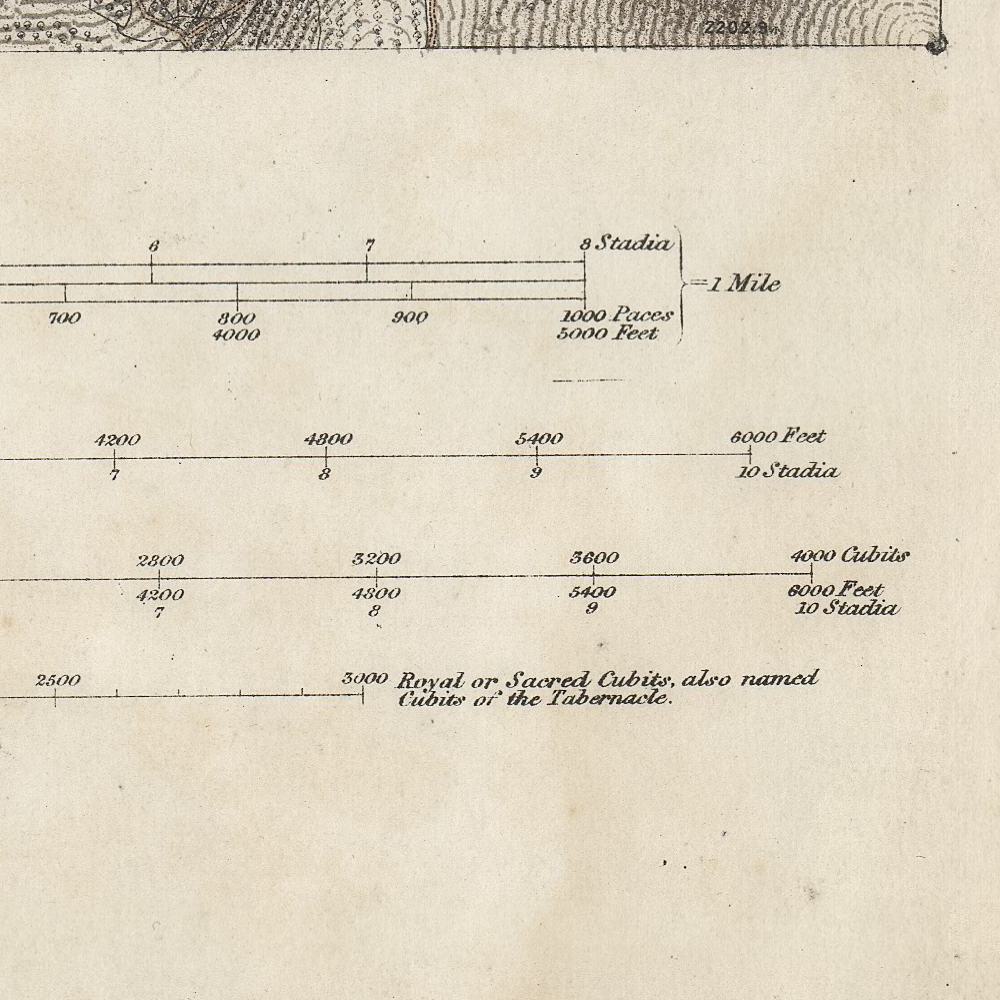 2202.9
6 7 8 Stadia
=1 Mile
700 800 900 1000 Paces
4000 5000 Feet
4200 4800 5400 6000 Feet
7 8 9 10 Stadia
2800 3200 3600 4000 Cubits
4200 4800 5400 6000 Feet
7 8 9 10 Stadia
2500 3000 Royal or Sacred Cubits, also named
Cubits of the Tabernacle.